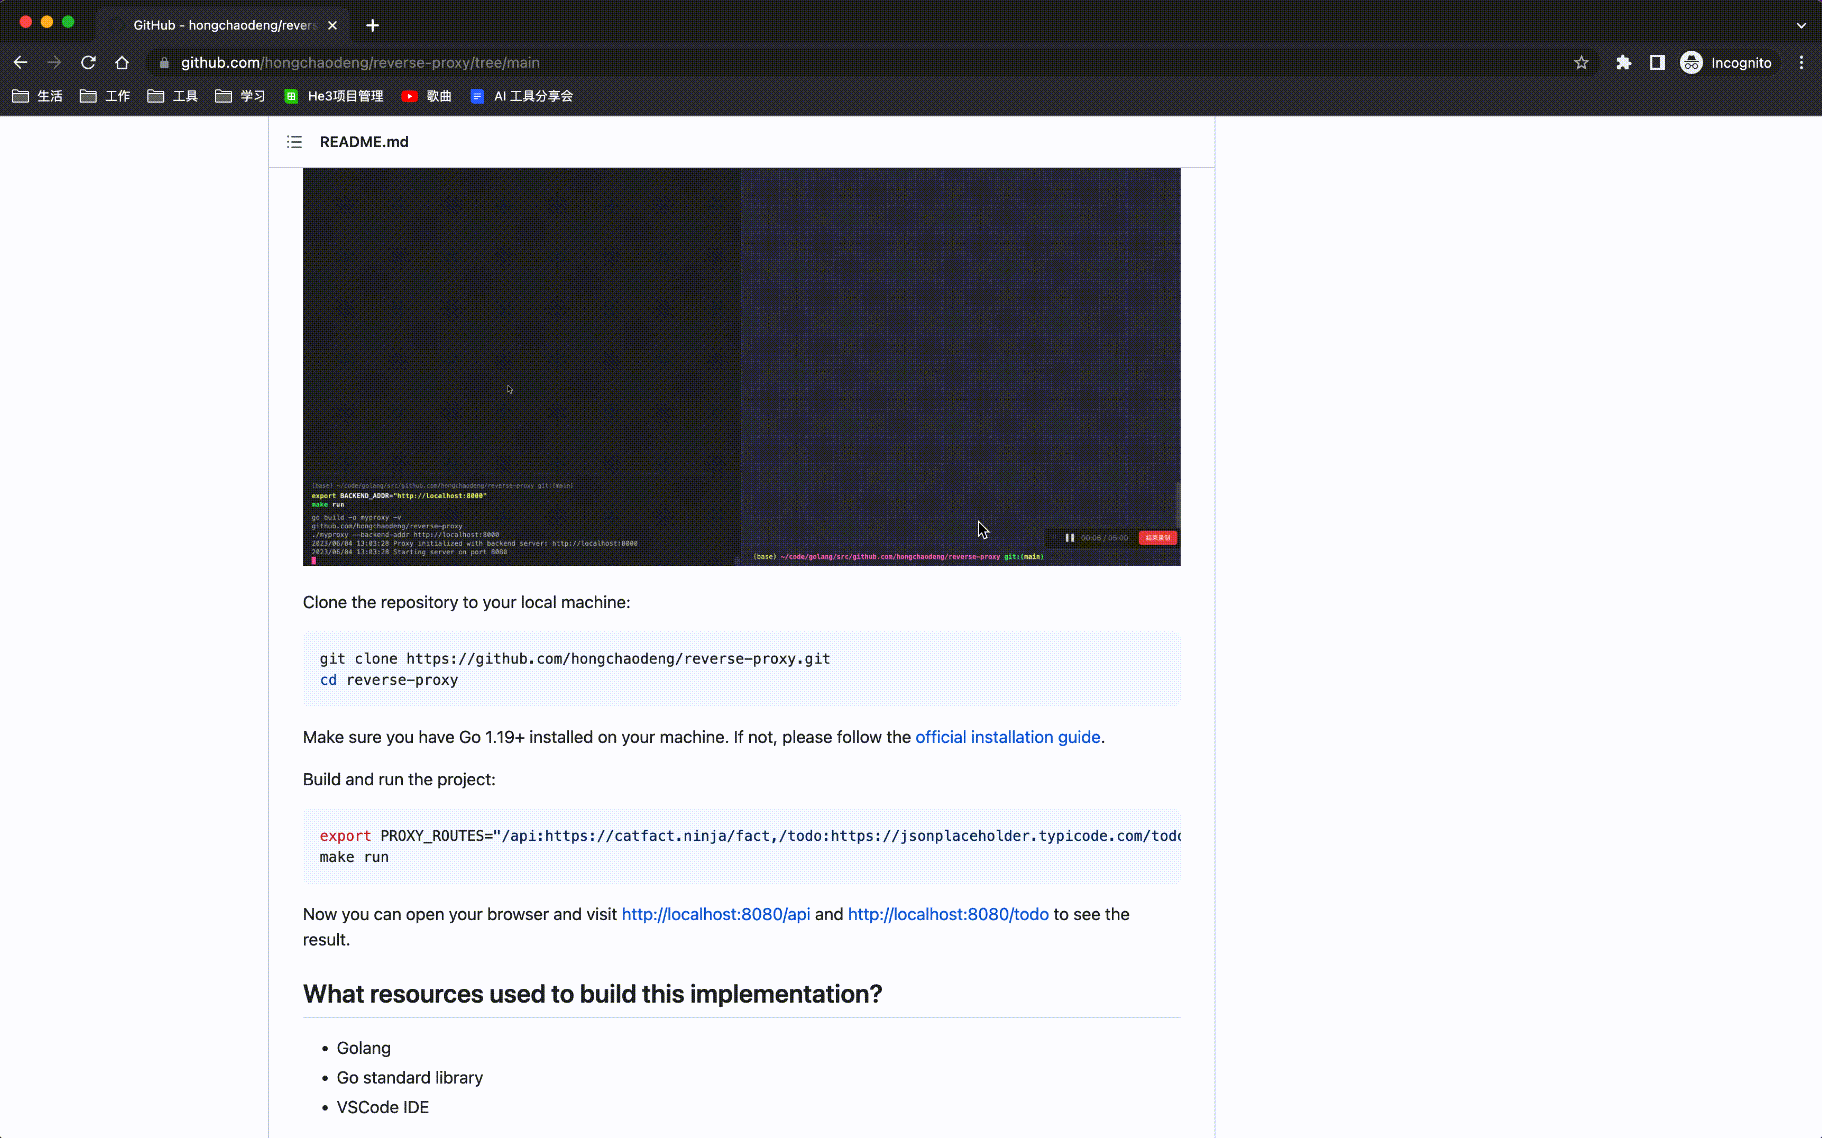 GitHub - hongchaodeng/revers
github.com/hongchaodeng/reverse-proxy/tree/main
Incognito
生活 工作 工具 学习 He3项目管理 歌曲 AI 工具分享会
README.md
(base) ~/code/golang/src/github.com/hongchaodeng/reverse-proxy git:(main)
export BACKEND_ADDR="http://localhost:8000"
make run
go build -o myproxy -v
github.com/hongchaodeng/reverse-proxy
./myproxy --backend-addr http://localhost:8000
2023/06/04 13:03:28 Proxy initialized with backend server: http://localhost:8000
2023/06/04 13:03:28 Starting server on port 8080
00:06 / 05:00 结束录制
(base) ~/code/golang/src/github.com/hongchaodeng/reverse-proxy git:(main)
Clone the repository to your local machine:
git clone https://github.com/hongchaodeng/reverse-proxy.git
cd reverse-proxy
Make sure you have Go 1.19+ installed on your machine. If not, please follow the official installation guide.
Build and run the project:
export PROXY_ROUTES="/api:https://catfact.ninja/fact,/todo:https://jsonplaceholder.typicode.com/todo
make run
Now you can open your browser and visit http://localhost:8080/api and http://localhost:8080/todo to see the
result.
What resources used to build this implementation?
• Golang
• Go standard library
• VSCode IDE